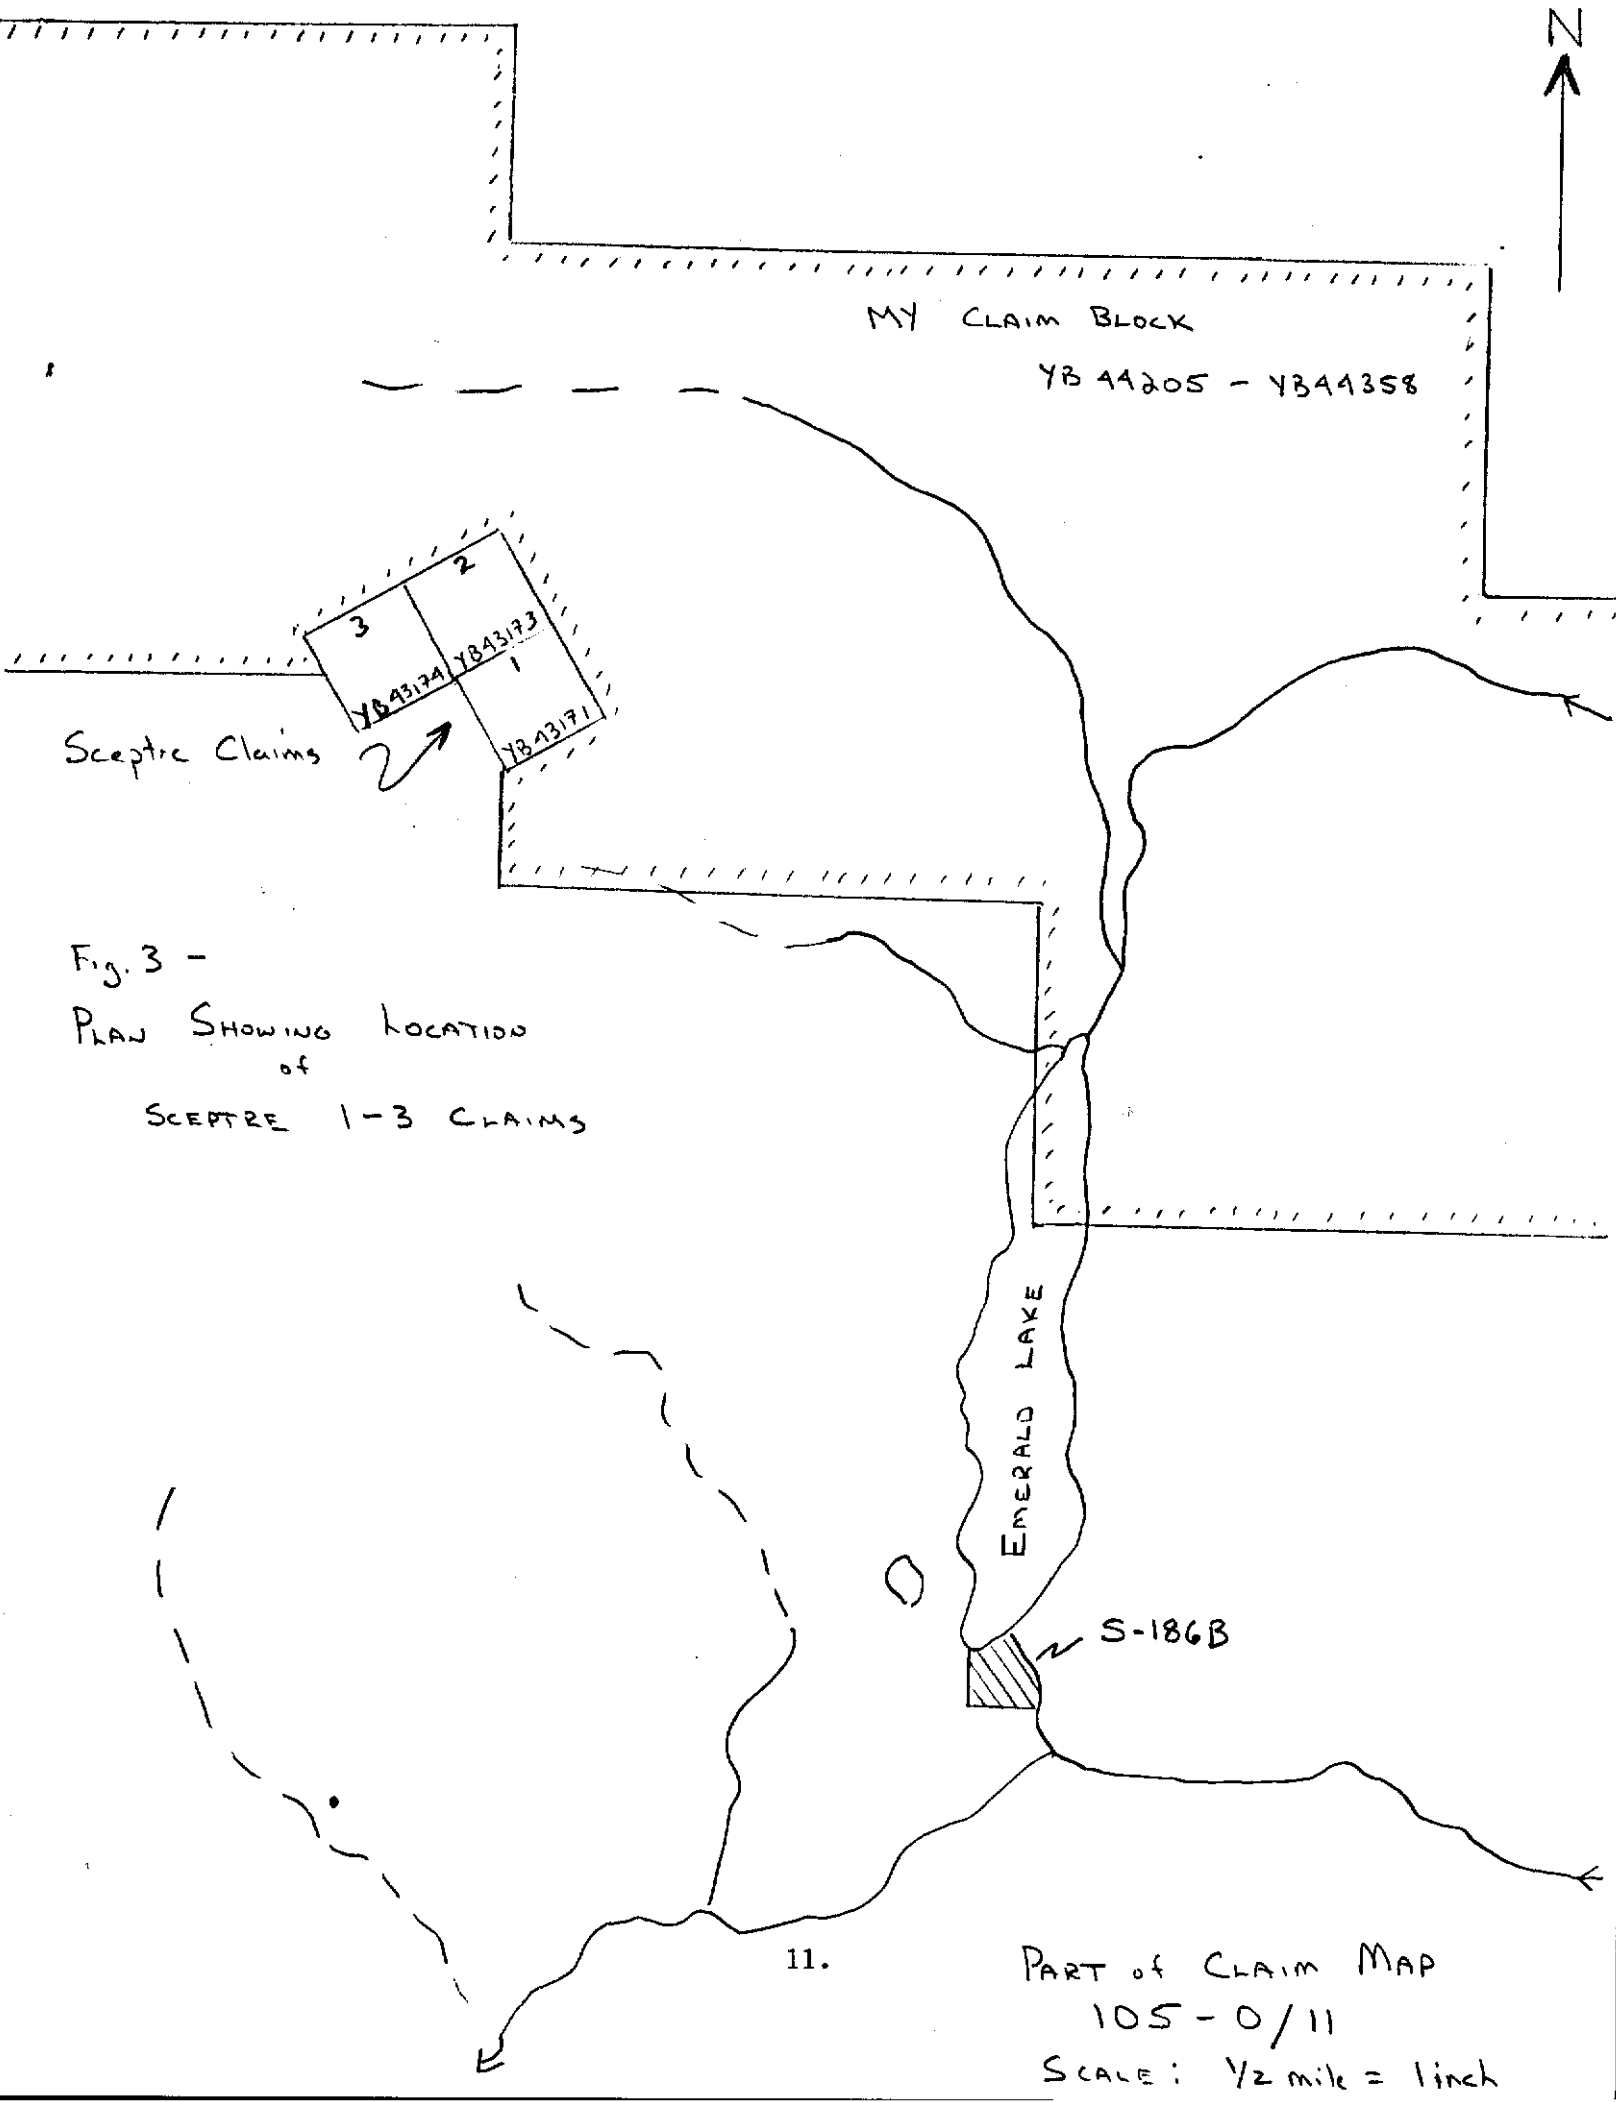 N
MY CLAIM BLOCK
YB 44205 - YB44358
2
3
YB43173
1
YB43174
YB43171
Sceptre Claims
Fig. 3 -
PLAN SHOWING LOCATION
of
SCEPTRE 1-3 CLAIMS
EMERALD LAKE
S-186B
11.
PART of CLAIM MAP
105-O/11
SCALE: 1/2 mile = 1 inch